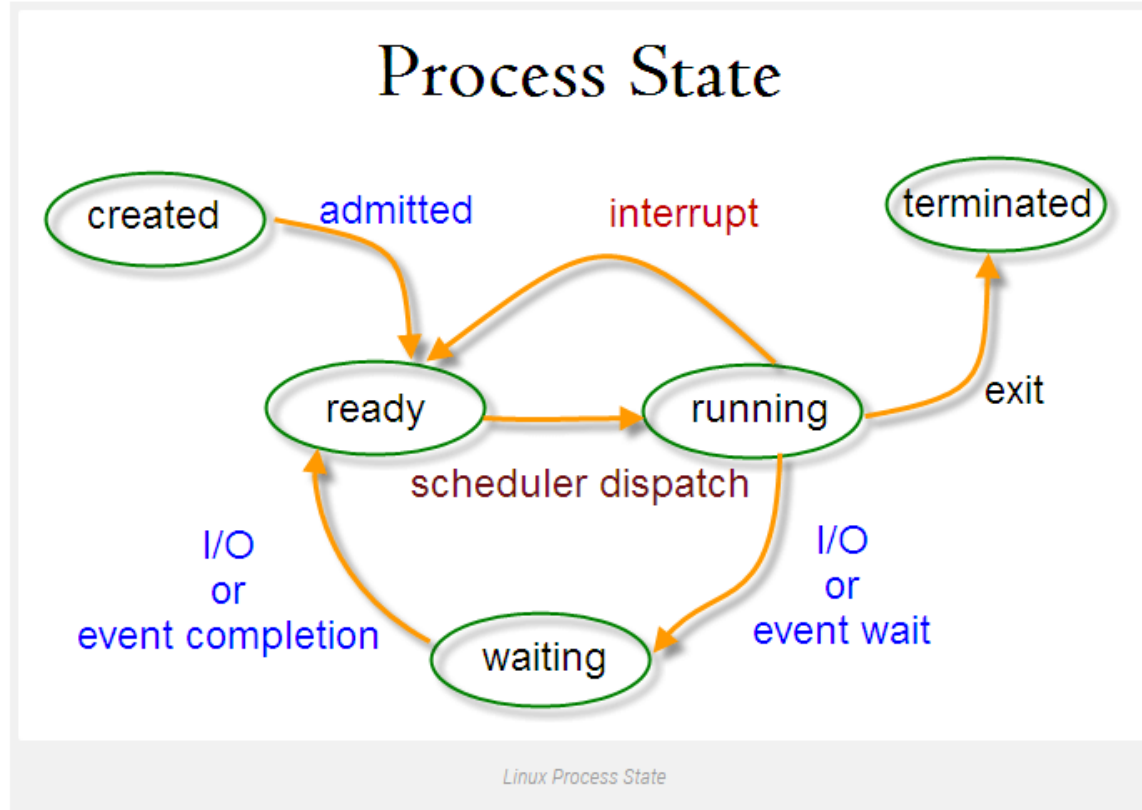 Process State
created
admitted
interrupt
terminated
ready
running
exit
scheduler dispatch
I/O
or
event completion
I/O
or
event wait
waiting
Linux Process State